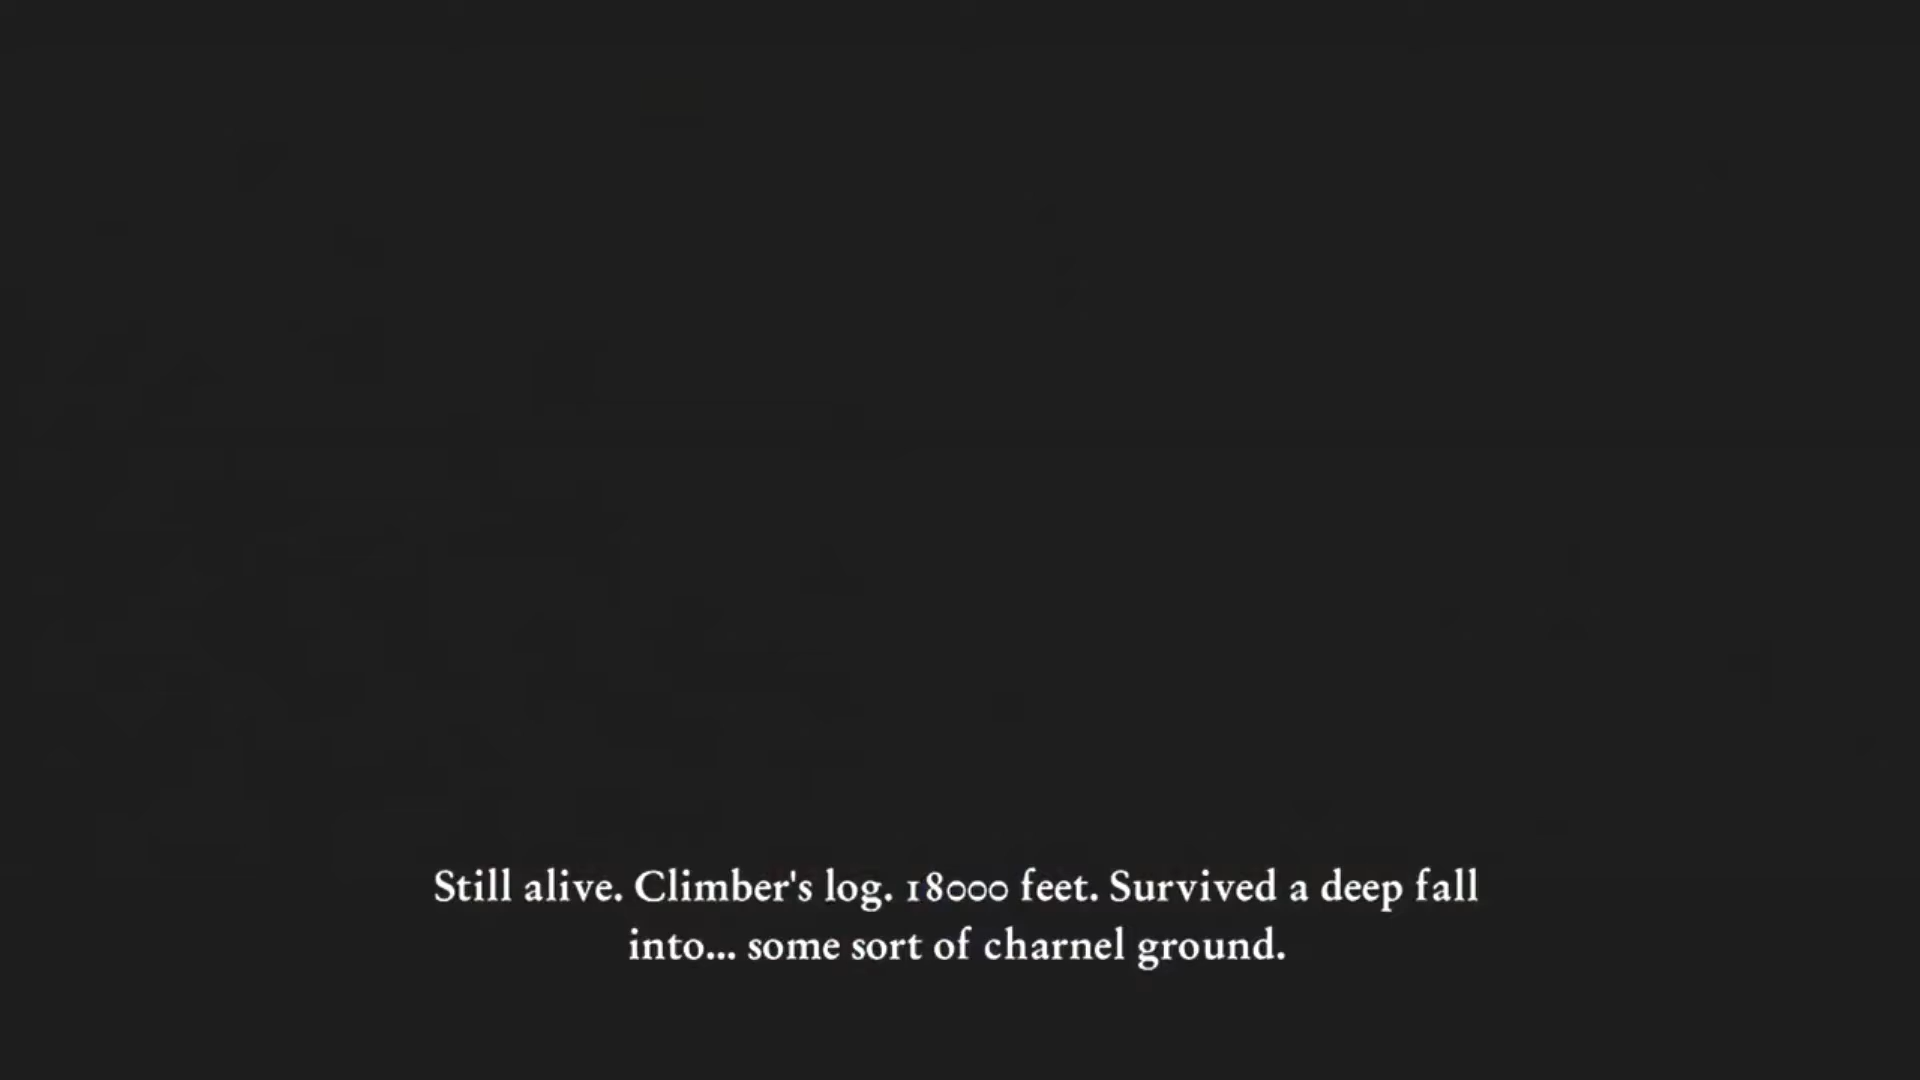 Still alive. Climber's log. 18000 feet. Survived a deep fall
into... some sort of charnel ground.